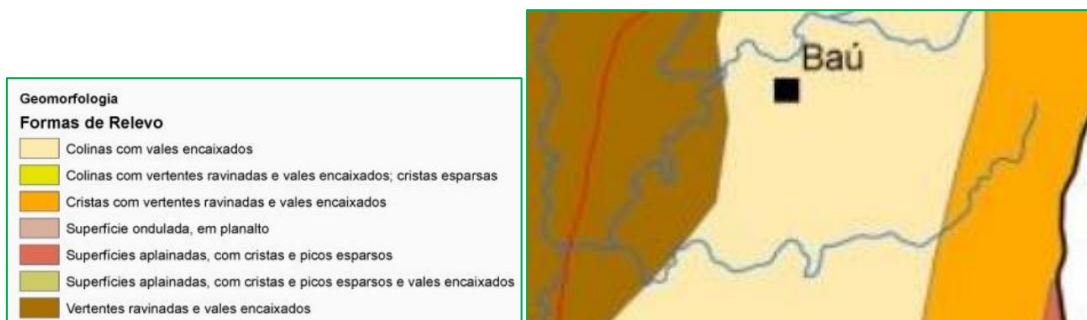 Geomorfologia
Formas de Relevo
Colinas com vales encaixados
Colinas com vertentes ravinadas e vales encaixados; cristas esparsas
Cristas com vertentes ravinadas e vales encaixados
Superfície ondulada, em planalto
Superfícies aplainadas, com cristas e picos esparsos
Superfícies aplainadas, com cristas e picos esparsos e vales encaixados
Vertentes ravinadas e vales encaixados
Baú